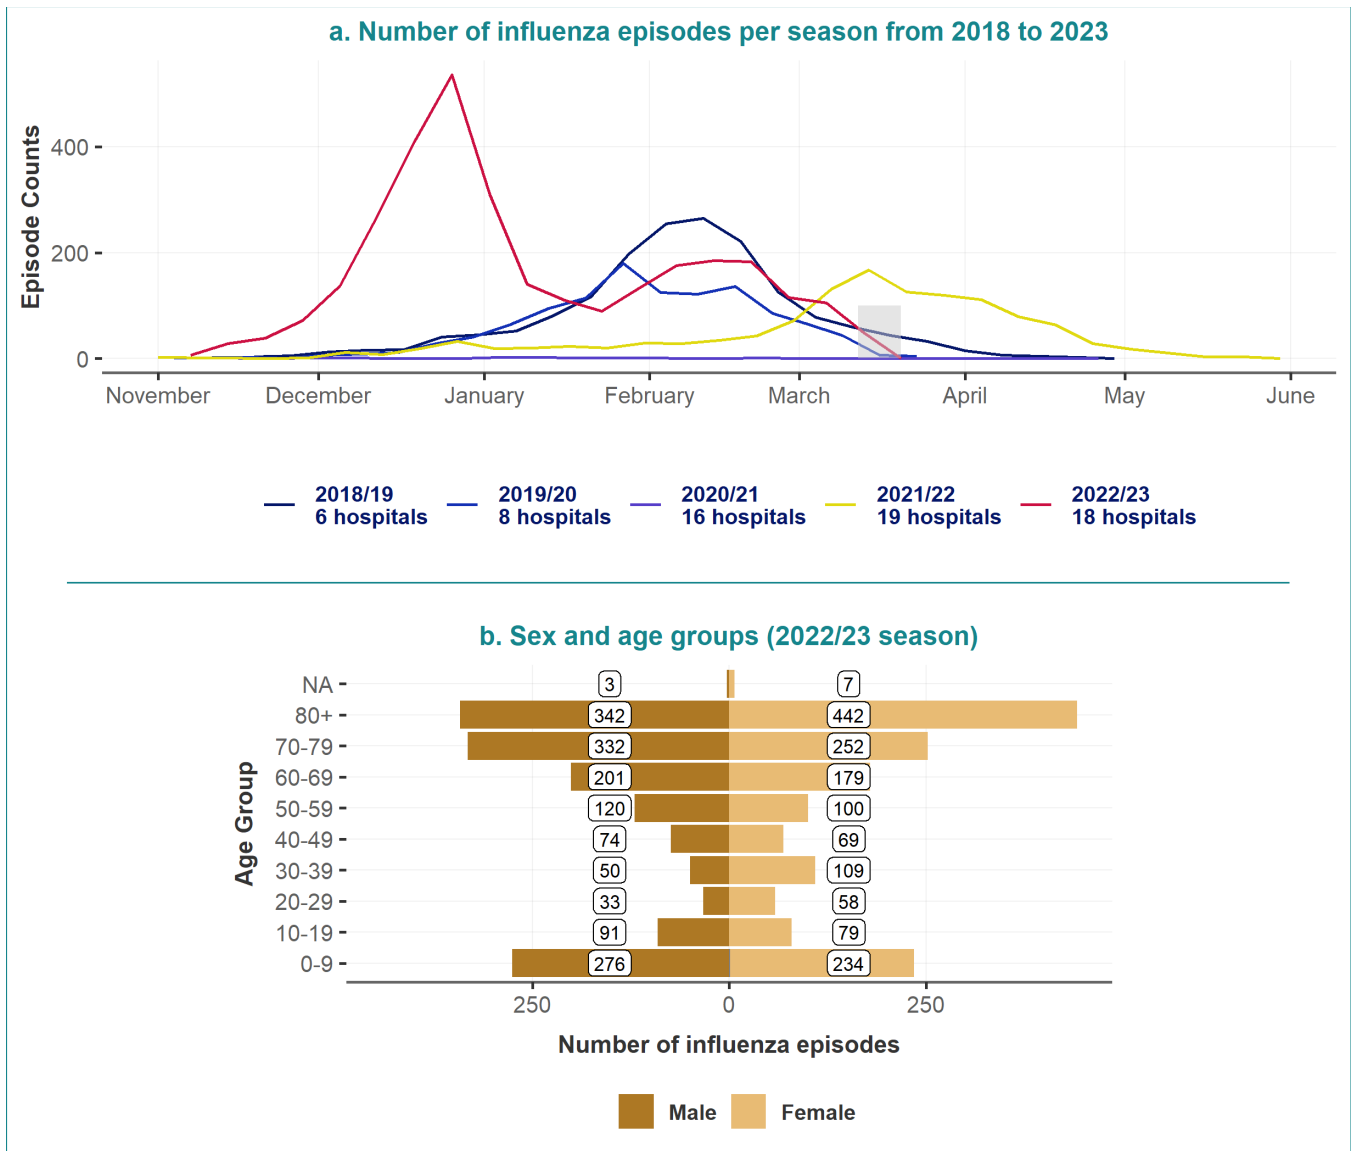 a. Number of influenza episodes per season from 2018 to 2023
Episode Counts
400
200
0
November December January February March April May June
2018/19 2019/20 2020/21 2021/22 2022/23
6 hospitals 8 hospitals 16 hospitals 19 hospitals 18 hospitals
b. Sex and age groups (2022/23 season)
Age Group
NA 3 7
80+ 342 442
70-79 332 252
60-69 201 179
50-59 120 100
40-49 74 69
30-39 50 109
20-29 33 58
10-19 91 79
0-9 276 234
250 0 250
Number of influenza episodes
Male Female